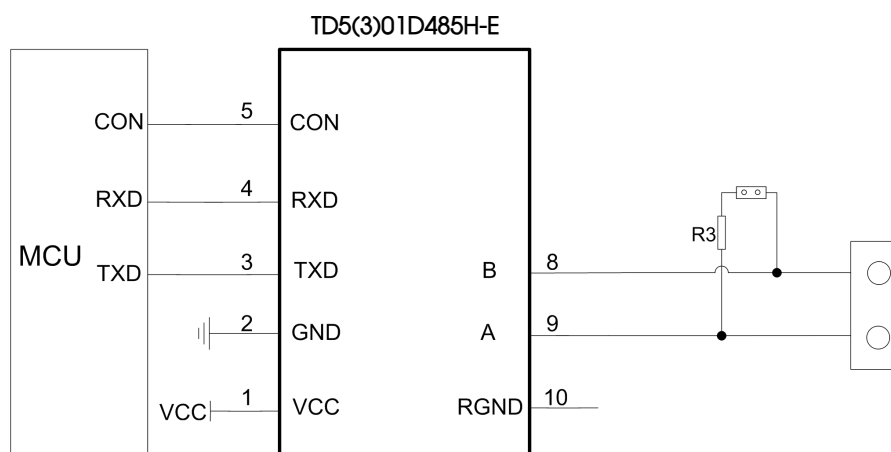 TD5(3)01D485H-E
CON 5 CON
RXD 4 RXD
R3
MCU
TXD 3 TXD
B 8
2 GND
A 9
VCC 1 VCC
RGND 10